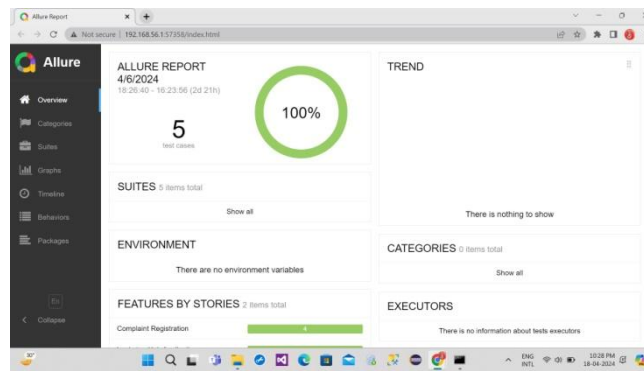 Allure Report
Not secure | 192.168.56.1:57358/index.html
Allure
Overview
Categories
Suites
Graphs
Timeline
Behaviors
Packages
En
Collapse
ALLURE REPORT
4/6/2024
18:26:40 - 16:23:56 (2d 21h)
5
test cases
100%
SUITES 5 items total
Show all
ENVIRONMENT
There are no environment variables
FEATURES BY STORIES 2 items total
Complaint Registration 4
TREND
There is nothing to show
CATEGORIES 0 items total
Show all
EXECUTORS
There is no information about tests executors
ENG
INTL
10:28 PM
18-04-2024